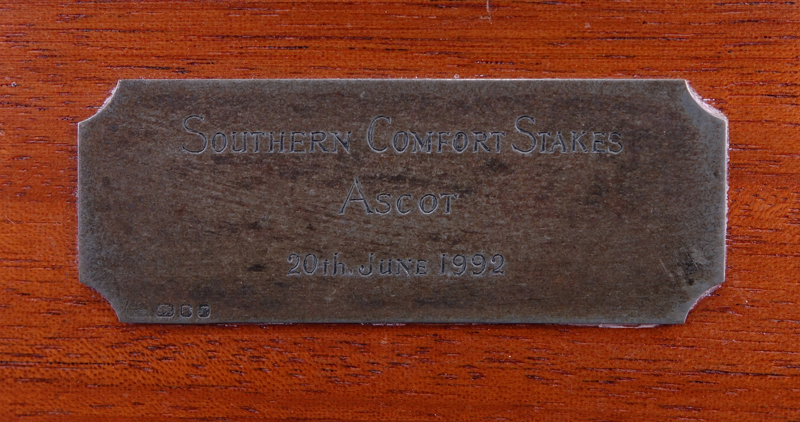 Southern Comfort Stakes
Ascot
20th. June 1992